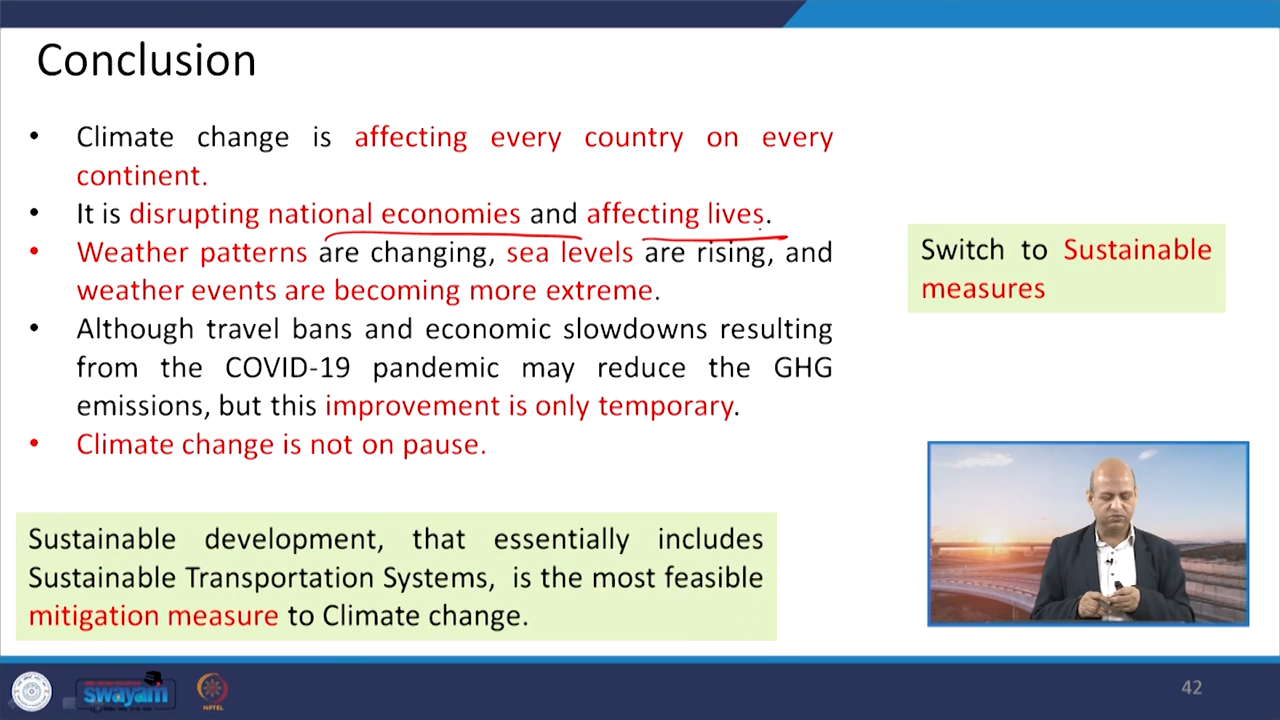 Conclusion
• Climate change is affecting every country on every
continent.
• It is disrupting national economies and affecting lives.
• Weather patterns are changing, sea levels are rising, and
weather events are becoming more extreme.
• Although travel bans and economic slowdowns resulting
from the COVID-19 pandemic may reduce the GHG
emissions, but this improvement is only temporary.
• Climate change is not on pause.
Switch to Sustainable
measures
Sustainable development, that essentially includes
Sustainable Transportation Systems, is the most feasible
mitigation measure to Climate change.
swayam
NPTEL
42